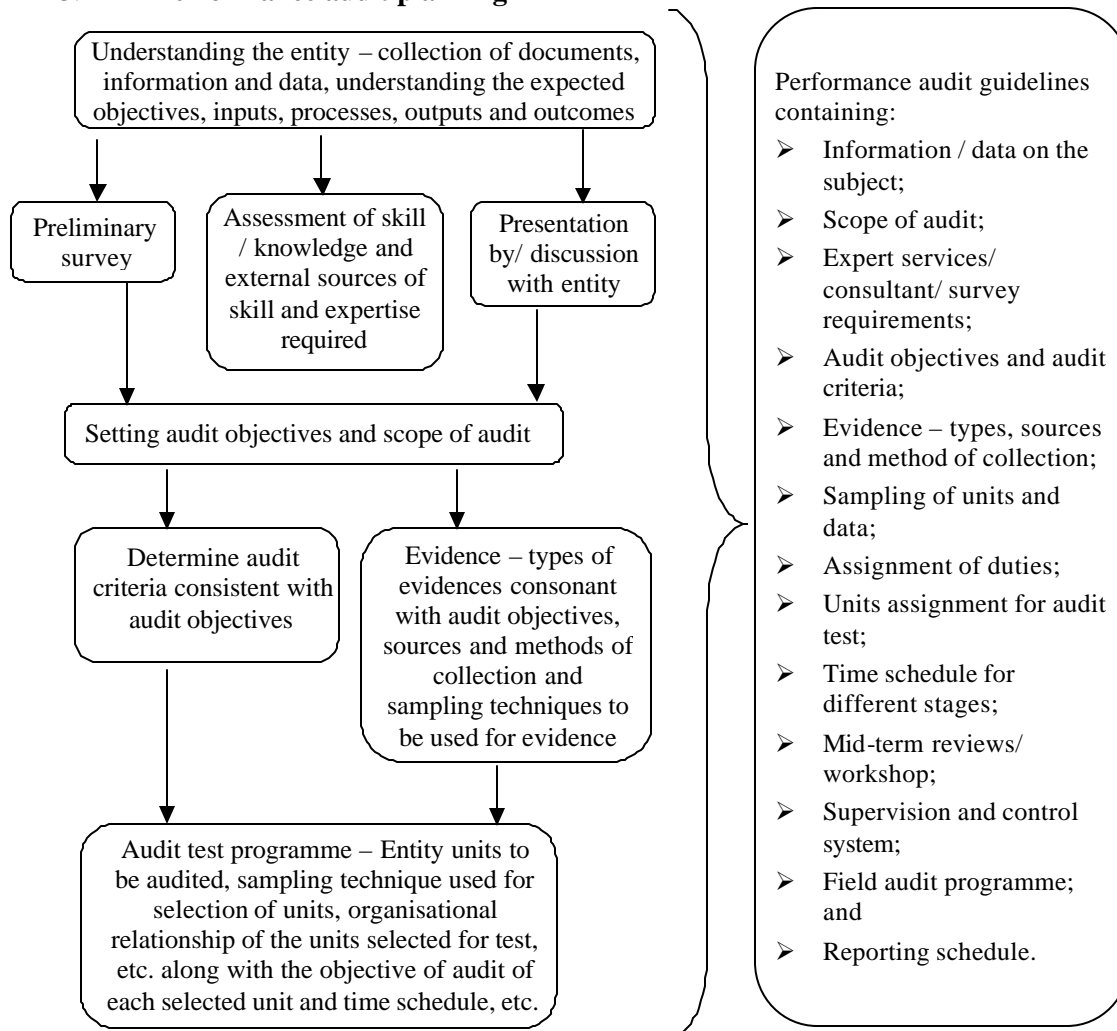 Understanding the entity – collection of documents,
information and data, understanding the expected
objectives, inputs, processes, outputs and outcomes
Preliminary
survey
Assessment of skill
/ knowledge and
external sources of
skill and expertise
required
Presentation
by/ discussion
with entity
Setting audit objectives and scope of audit
Determine audit
criteria consistent with
audit objectives
Evidence – types of
evidences consonant
with audit objectives,
sources and methods of
collection and
sampling techniques to
be used for evidence
Audit test programme – Entity units to
be audited, sampling technique used for
selection of units, organisational
relationship of the units selected for test,
etc. along with the objective of audit of
each selected unit and time schedule, etc.
Performance audit guidelines
containing:
➢ Information / data on the
subject;
➢ Scope of audit;
➢ Expert services/
consultant/ survey
requirements;
➢ Audit objectives and audit
criteria;
➢ Evidence – types, sources
and method of collection;
➢ Sampling of units and
data;
➢ Assignment of duties;
➢ Units assignment for audit
test;
➢ Time schedule for
different stages;
➢ Mid-term reviews/
workshop;
➢ Supervision and control
system;
➢ Field audit programme;
and
➢ Reporting schedule.